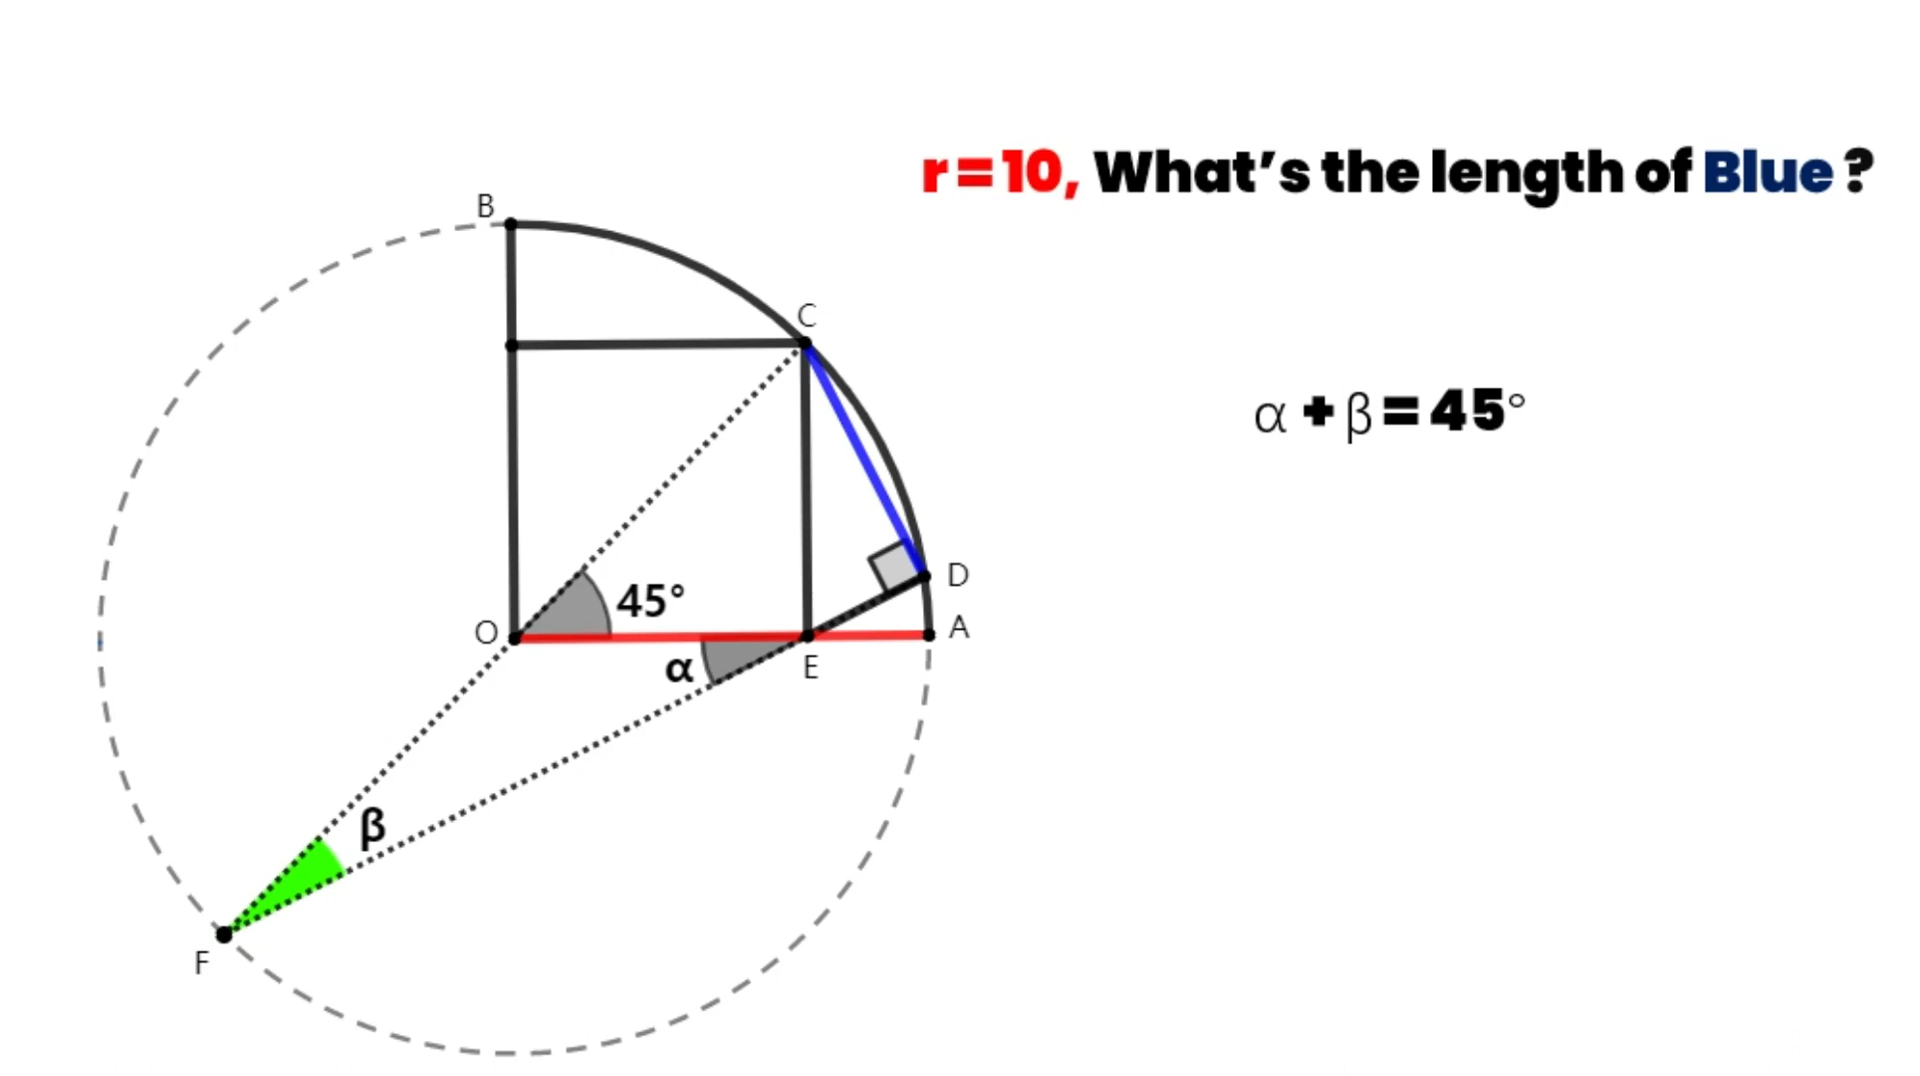 r = 10, What's the length of Blue ?
B
C
α + β = 45°
D
45°
O
A
α
E
β
F